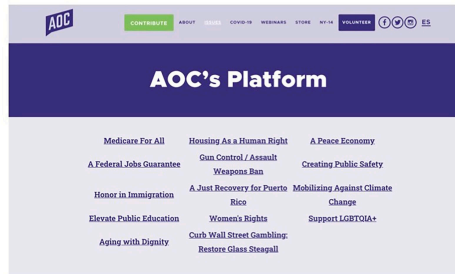 AOC
CONTRIBUTE ABOUT ISSUES COVID-19 WEBINARS STORE NY-14 VOLUNTEER ES
AOC's Platform
Medicare For All Housing As a Human Right A Peace Economy
A Federal Jobs Guarantee Gun Control / Assault Weapons Ban Creating Public Safety
Honor in Immigration A Just Recovery for Puerto Rico Mobilizing Against Climate Change
Elevate Public Education Women's Rights Support LGBTQIA+
Aging with Dignity Curb Wall Street Gambling: Restore Glass Steagall